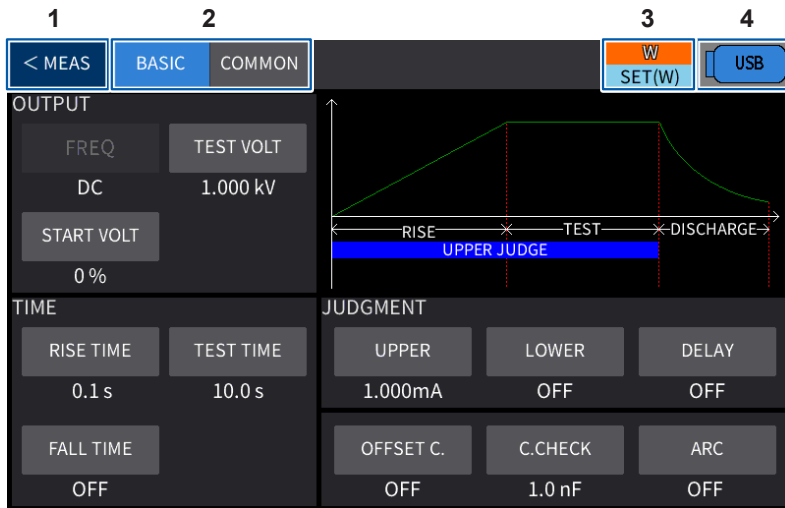 1 2 3 4
< MEAS BASIC COMMON W USB
SET(W)
OUTPUT
FREQ TEST VOLT
DC 1.000 kV
START VOLT
0 %
RISE TEST DISCHARGE
UPPER JUDGE
TIME
RISE TIME TEST TIME
0.1 s 10.0 s
FALL TIME
OFF
JUDGMENT
UPPER LOWER DELAY
1.000mA OFF OFF
OFFSET C. C.CHECK ARC
OFF 1.0 nF OFF